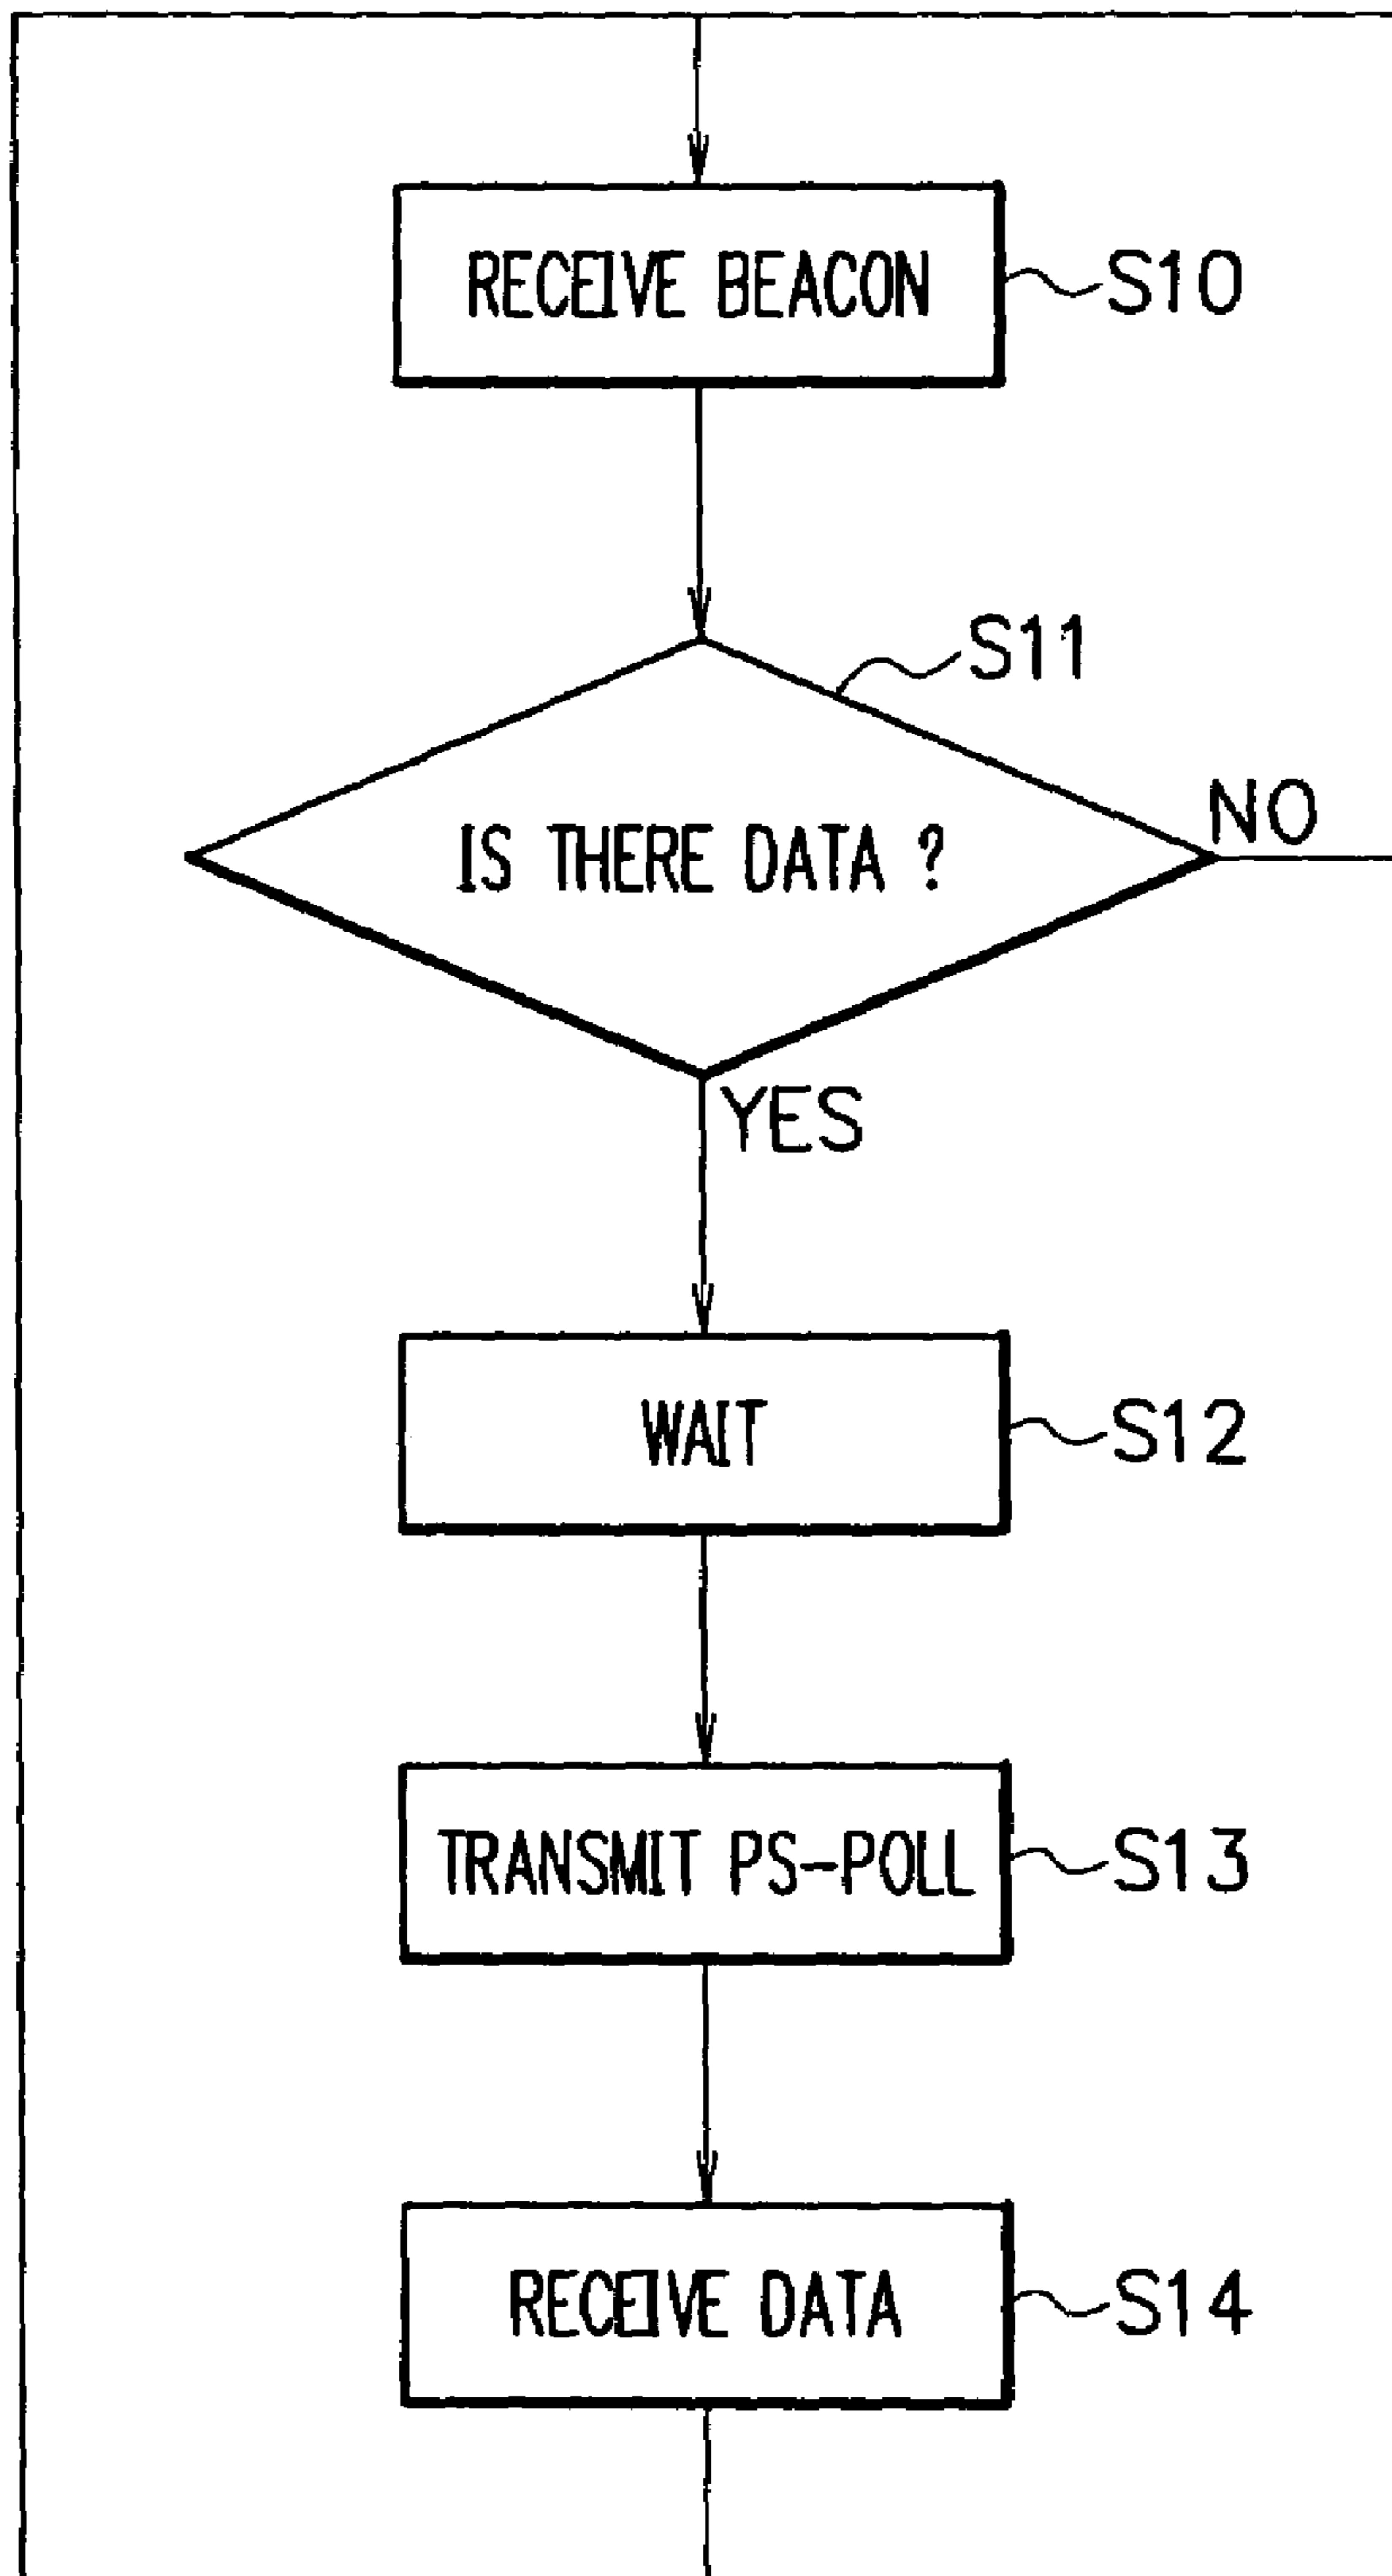 RECEIVE BEACON
S10
S11
IS THERE DATA ?
NO
YES
WAIT
S12
TRANSMIT PS-POLL
S13
RECEIVE DATA
S14